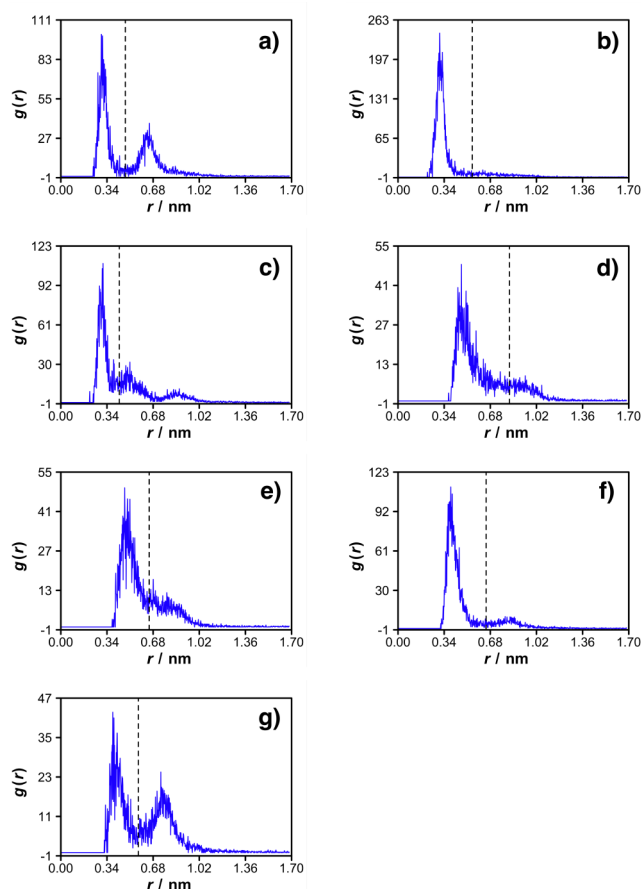 a)
g(r)
111
83
55
27
-1
0.00 0.34 0.68 1.02 1.36 1.70
r / nm
b)
g(r)
263
197
131
65
-1
0.00 0.34 0.68 1.02 1.36 1.70
r / nm
c)
g(r)
123
92
61
30
-1
0.00 0.34 0.68 1.02 1.36 1.70
r / nm
d)
g(r)
55
41
27
13
-1
0.00 0.34 0.68 1.02 1.36 1.70
r / nm
e)
g(r)
55
41
27
13
-1
0.00 0.34 0.68 1.02 1.36 1.70
r / nm
f)
g(r)
123
92
61
30
-1
0.00 0.34 0.68 1.02 1.36 1.70
r / nm
g)
g(r)
47
35
23
11
-1
0.00 0.34 0.68 1.02 1.36 1.70
r / nm